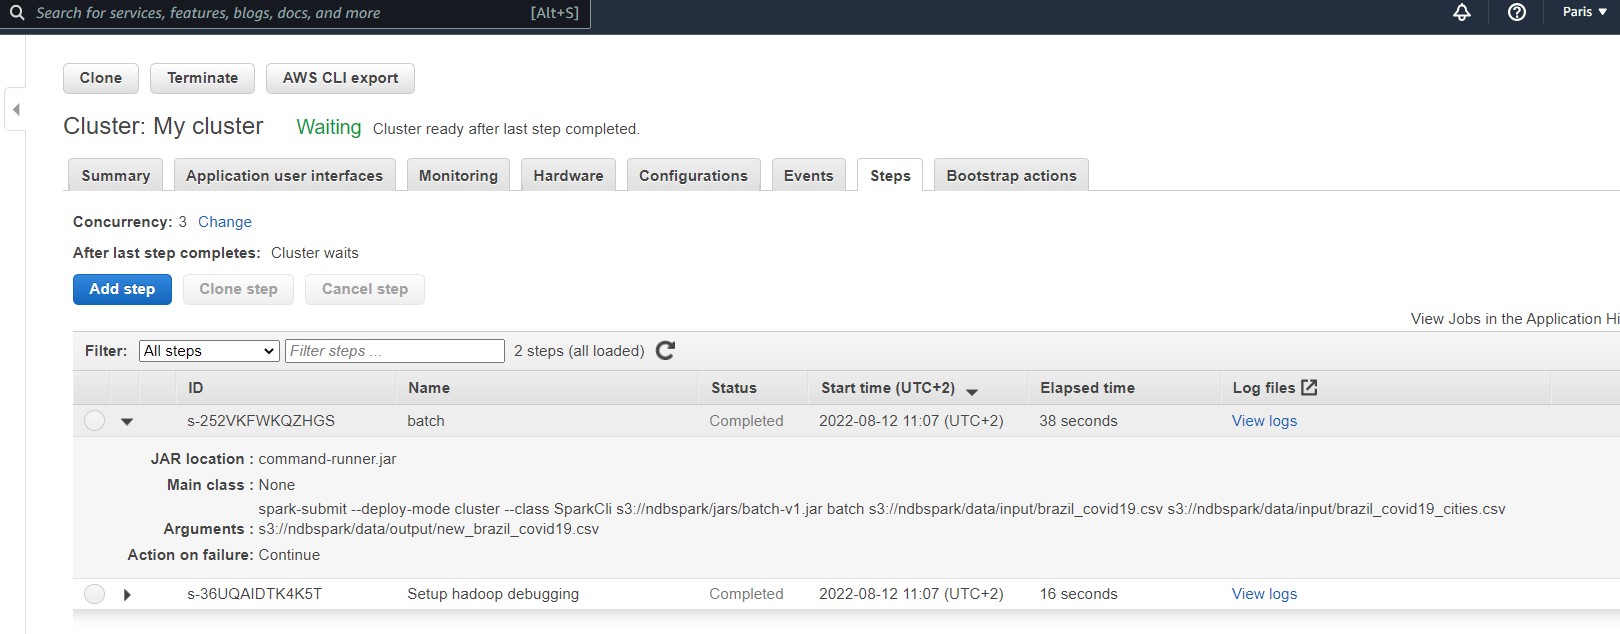 Search for services, features, blogs, docs, and more [Alt+S] Paris
Clone Terminate AWS CLI export
Cluster: My cluster Waiting Cluster ready after last step completed.
Summary Application user interfaces Monitoring Hardware Configurations Events Steps Bootstrap actions
Concurrency: 3 Change
After last step completes: Cluster waits
Add step Clone step Cancel step
View Jobs in the Application Hi
Filter: All steps Filter steps ... 2 steps (all loaded)
ID Name Status Start time (UTC+2) Elapsed time Log files
s-252VKFWKQZHGS batch Completed 2022-08-12 11:07 (UTC+2) 38 seconds View logs
JAR location : command-runner.jar
Main class : None
spark-submit --deploy-mode cluster --class SparkCli s3://ndbspark/jars/batch-v1.jar batch s3://ndbspark/data/input/brazil_covid19.csv s3://ndbspark/data/input/brazil_covid19_cities.csv
Arguments : s3://ndbspark/data/output/new_brazil_covid19.csv
Action on failure: Continue
s-36UQAIDTK4K5T Setup hadoop debugging Completed 2022-08-12 11:07 (UTC+2) 16 seconds View logs